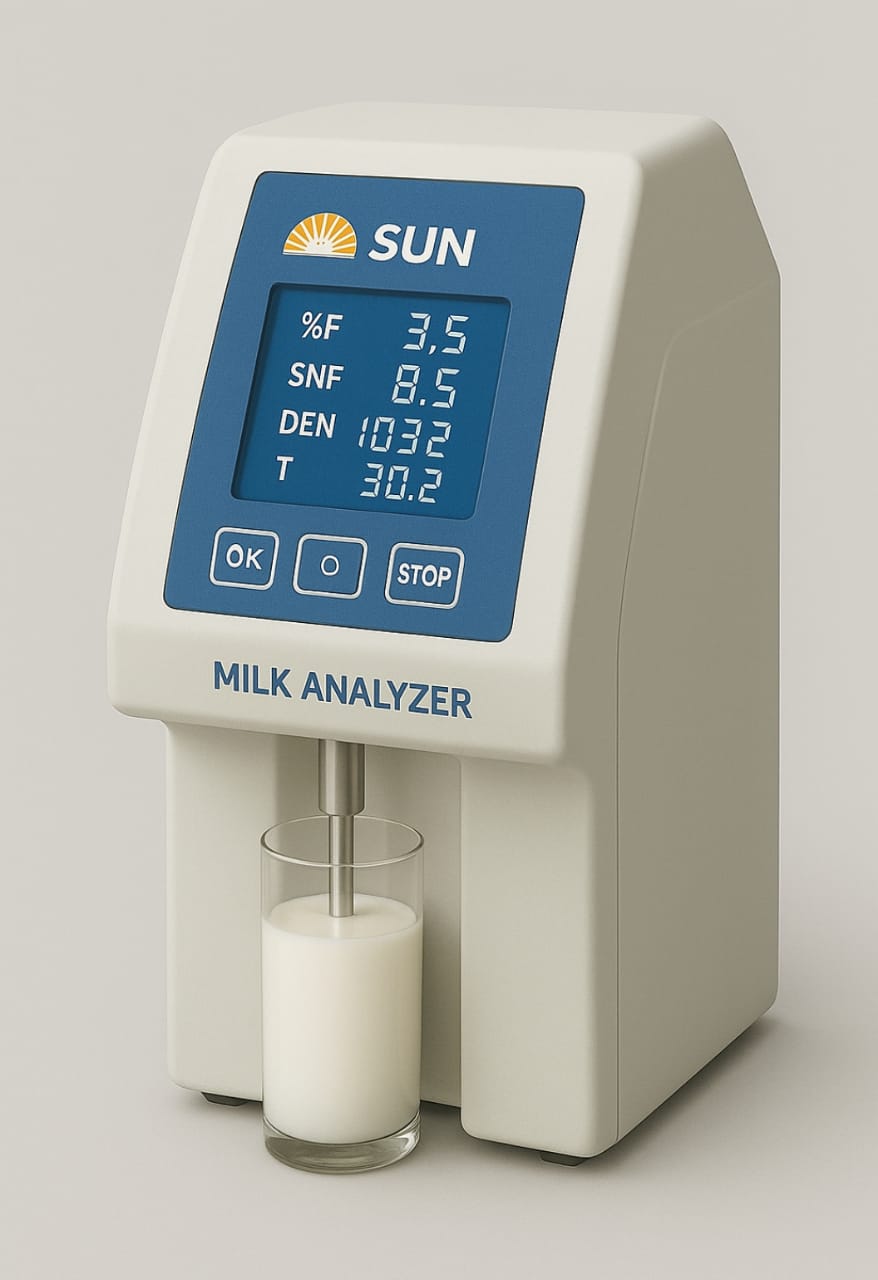 SUN
%F 3,5
SNF 8.5
DEN 1032
T 30.2
OK O STOP
MILK ANALYZER